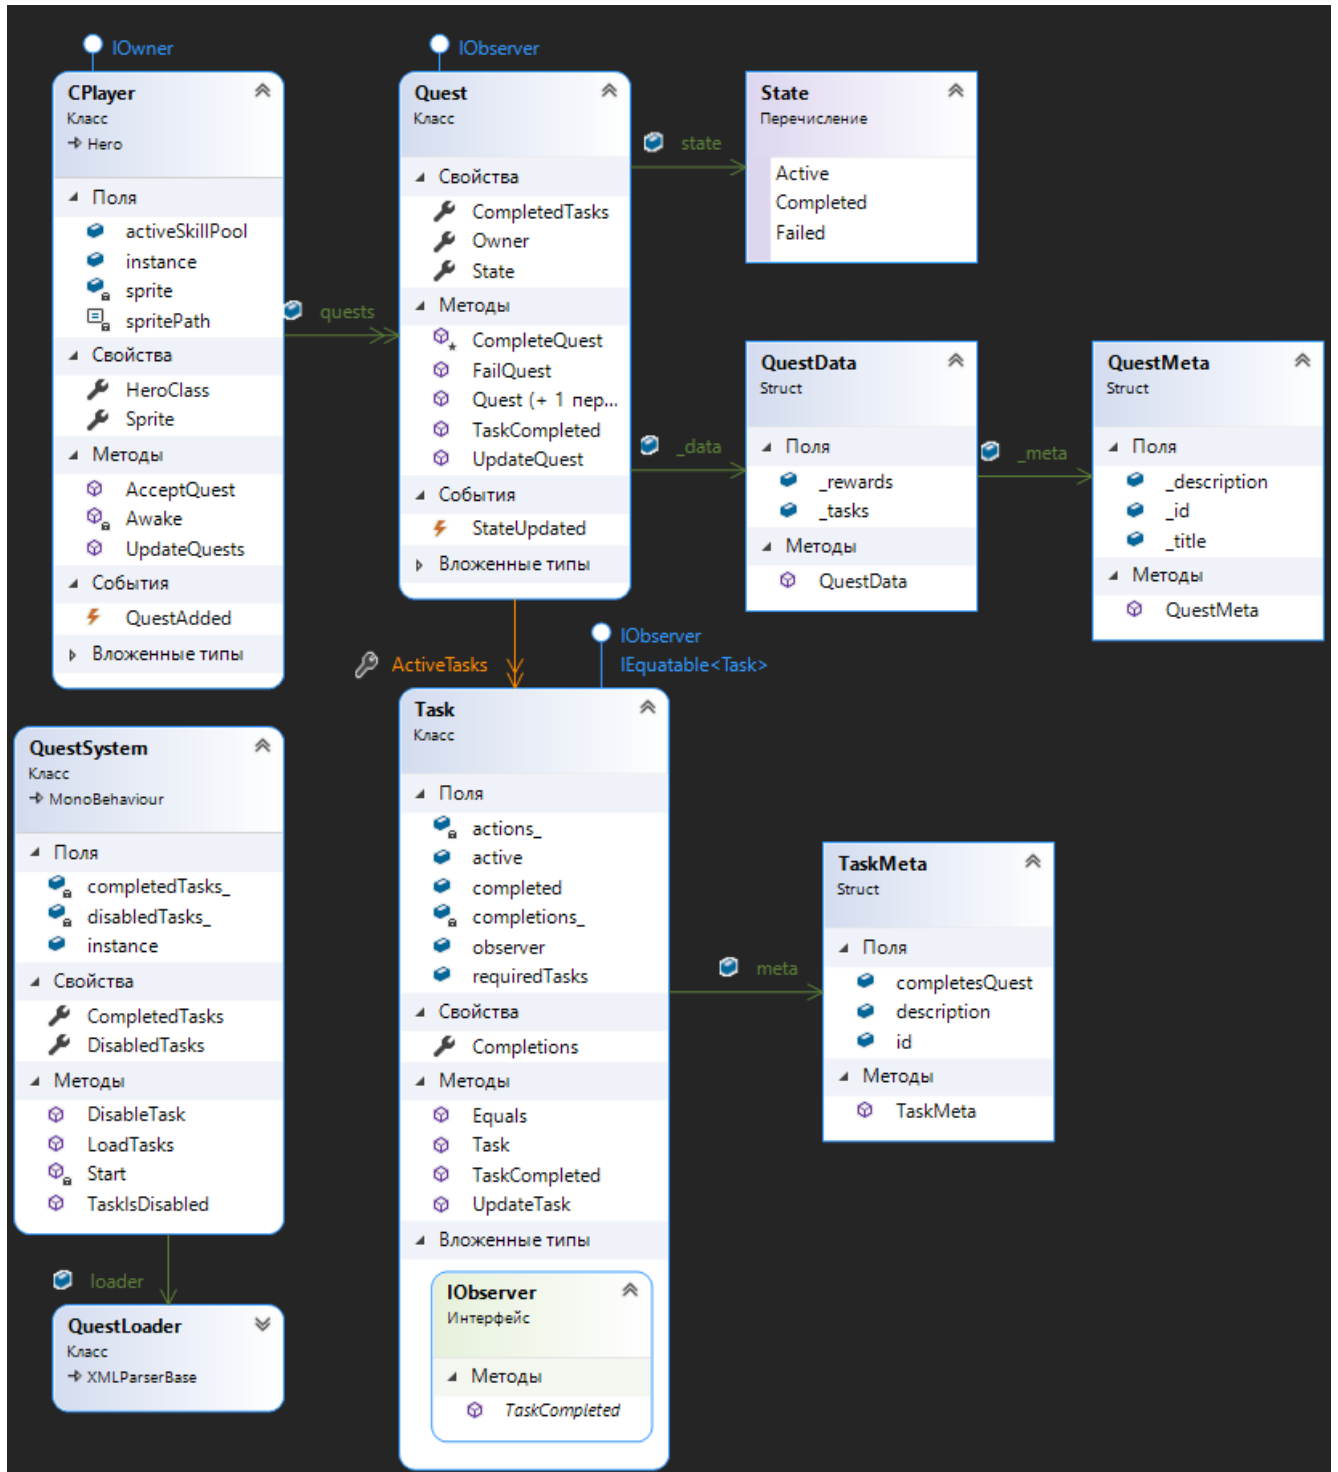 IOwner
CPlayer
Класс
Hero
Поля
activeSkillPool
instance
sprite
spritePath
Свойства
HeroClass
Sprite
Методы
AcceptQuest
Awake
UpdateQuests
События
QuestAdded
Вложенные типы
quests
IObserver
Quest
Класс
Свойства
CompletedTasks
Owner
State
Методы
CompleteQuest
FailQuest
Quest (+ 1 пер...
TaskCompleted
UpdateQuest
События
StateUpdated
Вложенные типы
state
State
Перечисление
Active
Completed
Failed
_data
QuestData
Struct
Поля
_rewards
_tasks
Методы
QuestData
_meta
QuestMeta
Struct
Поля
_description
_id
_title
Методы
QuestMeta
ActiveTasks
IObserver
IEquatable<Task>
Task
Класс
Поля
actions_
active
completed
completions_
observer
requiredTasks
Свойства
Completions
Методы
Equals
Task
TaskCompleted
UpdateTask
Вложенные типы
IObserver
Интерфейс
Методы
TaskCompleted
meta
TaskMeta
Struct
Поля
completesQuest
description
id
Методы
TaskMeta
QuestSystem
Класс
MonoBehaviour
Поля
completedTasks_
disabledTasks_
instance
Свойства
CompletedTasks
DisabledTasks
Методы
DisableTask
LoadTasks
Start
TaskIsDisabled
loader
QuestLoader
Класс
XMLParserBase